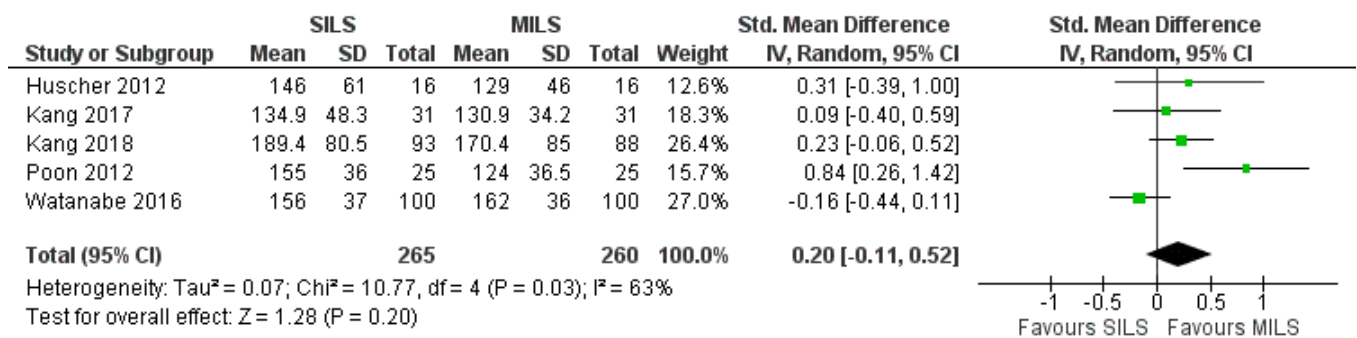 SILS MILS Std. Mean Difference Std. Mean Difference
Study or Subgroup Mean SD Total Mean SD Total Weight IV, Random, 95% CI IV, Random, 95% CI
Huscher 2012 146 61 16 129 46 16 12.6% 0.31 [-0.39, 1.00]
Kang 2017 134.9 48.3 31 130.9 34.2 31 18.3% 0.09 [-0.40, 0.59]
Kang 2018 189.4 80.5 93 170.4 85 88 26.4% 0.23 [-0.06, 0.52]
Poon 2012 155 36 25 124 36.5 25 15.7% 0.84 [0.26, 1.42]
Watanabe 2016 156 37 100 162 36 100 27.0% -0.16 [-0.44, 0.11]
Total (95% CI) 265 260 100.0% 0.20 [-0.11, 0.52]
Heterogeneity: Tau² = 0.07; Chi² = 10.77, df = 4 (P = 0.03); I² = 63%
Test for overall effect: Z = 1.28 (P = 0.20)
-1 -0.5 0 0.5 1
Favours SILS Favours MILS